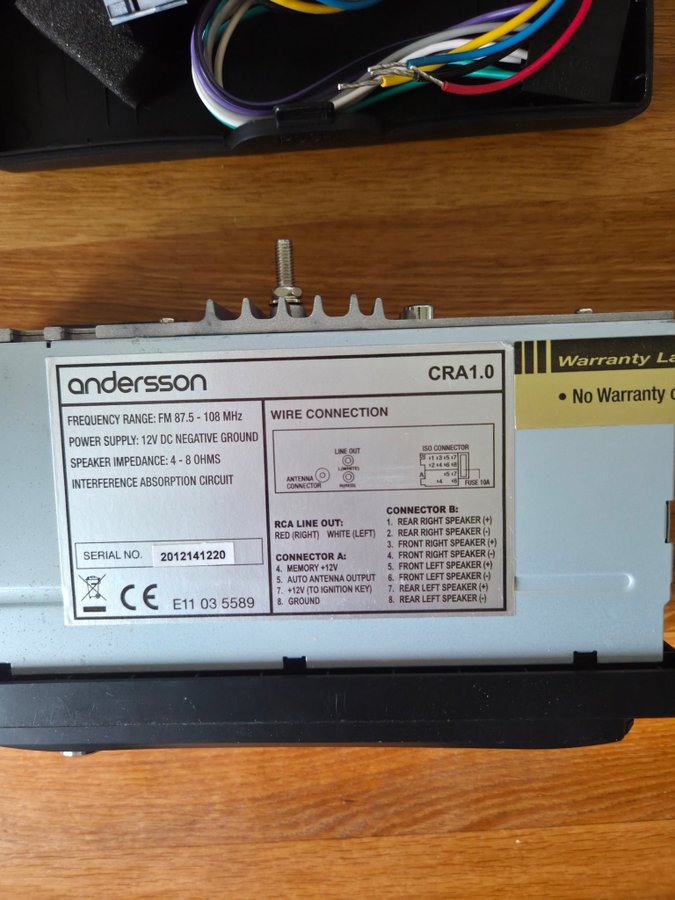 andersson
CRA1.0
FREQUENCY RANGE: FM 87.5 - 108 MHz
POWER SUPPLY: 12V DC NEGATIVE GROUND
SPEAKER IMPEDANCE: 4 - 8 OHMS
INTERFERENCE ABSORPTION CIRCUIT
SERIAL NO. 2012141220
CE E11 03 5589
WIRE CONNECTION
LINE OUT
ANTENNA
CONNECTOR
ISO CONNECTOR
B
A
FUSE 10A
RCA LINE OUT:
RED (RIGHT) WHITE (LEFT)
CONNECTOR A:
4. MEMORY +12V
5. AUTO ANTENNA OUTPUT
7. +12V (TO IGNITION KEY)
8. GROUND
CONNECTOR B:
1. REAR RIGHT SPEAKER (+)
2. REAR RIGHT SPEAKER (-)
3. FRONT RIGHT SPEAKER (+)
4. FRONT RIGHT SPEAKER (-)
5. FRONT LEFT SPEAKER (+)
6. FRONT LEFT SPEAKER (-)
7. REAR LEFT SPEAKER (+)
8. REAR LEFT SPEAKER (-)
Warranty La
• No Warranty